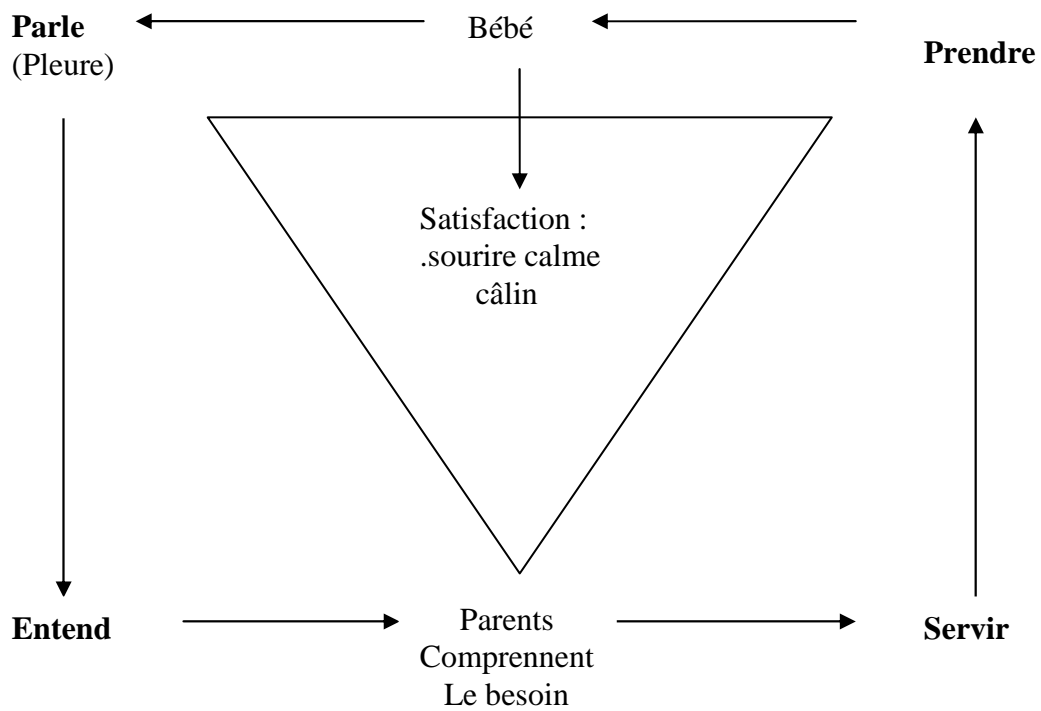 Parle
(Pleure)
Bébé
Prendre
Satisfaction :
.sourire calme
câlin
Entend
Parents
Comprennent
Le besoin
Servir